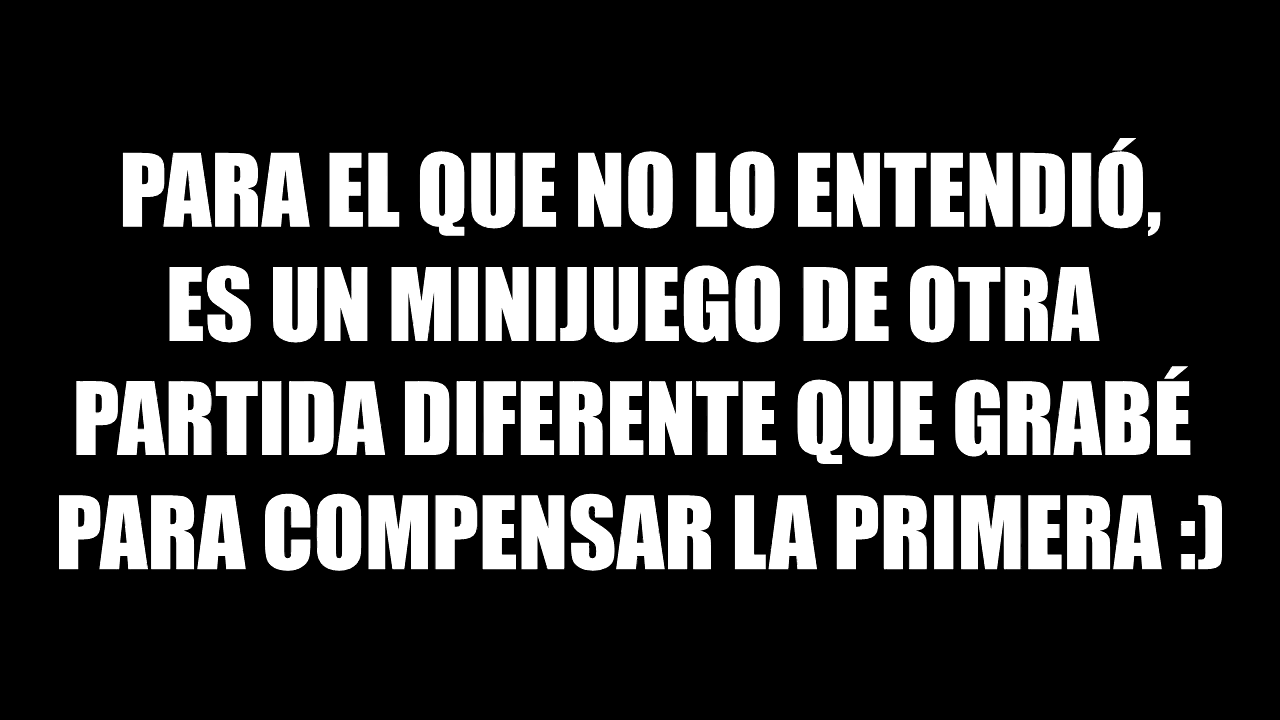 PARA EL QUE NO LO ENTENDIÓ,
ES UN MINIJUEGO DE OTRA
PARTIDA DIFERENTE QUE GRABÉ
PARA COMPENSAR LA PRIMERA :)